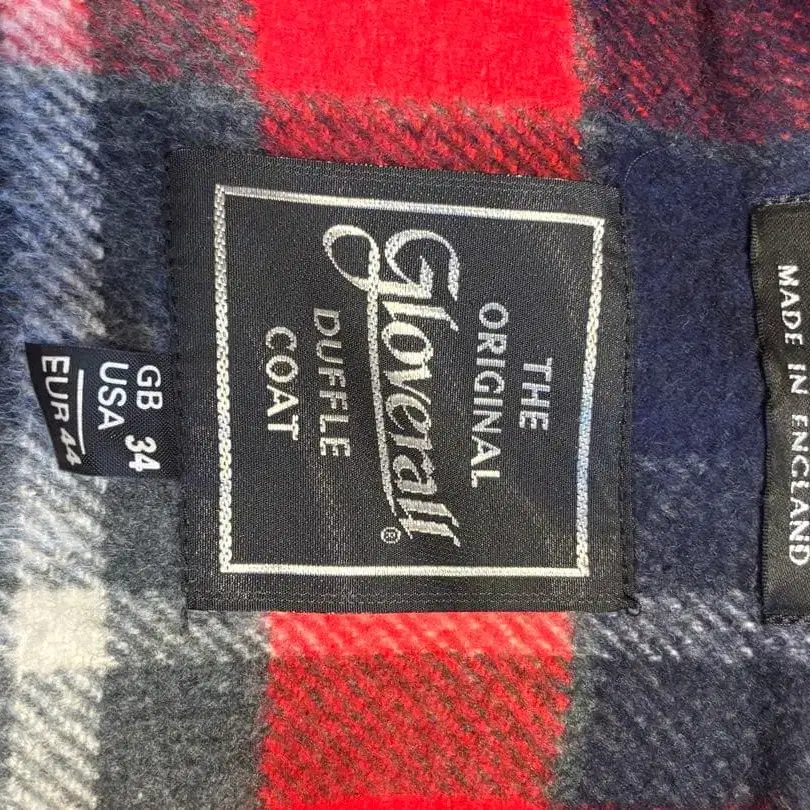 MADE IN ENGLAND
THE
ORIGINAL
Gloverall®
DUFFLE
COAT
GB 34
USA
EUR 44